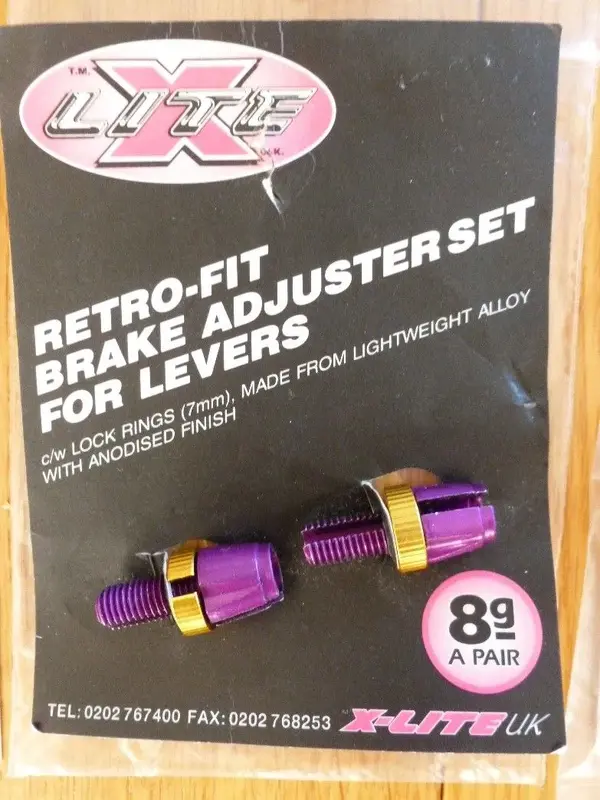 T.M.
X
LITE
U.K.
RETRO-FIT
BRAKE ADJUSTER SET
FOR LEVERS
c/w LOCK RINGS (7mm), MADE FROM LIGHTWEIGHT ALLOY
WITH ANODISED FINISH
8g
A PAIR
TEL: 0202 767400 FAX: 0202 768253 X-LITE UK